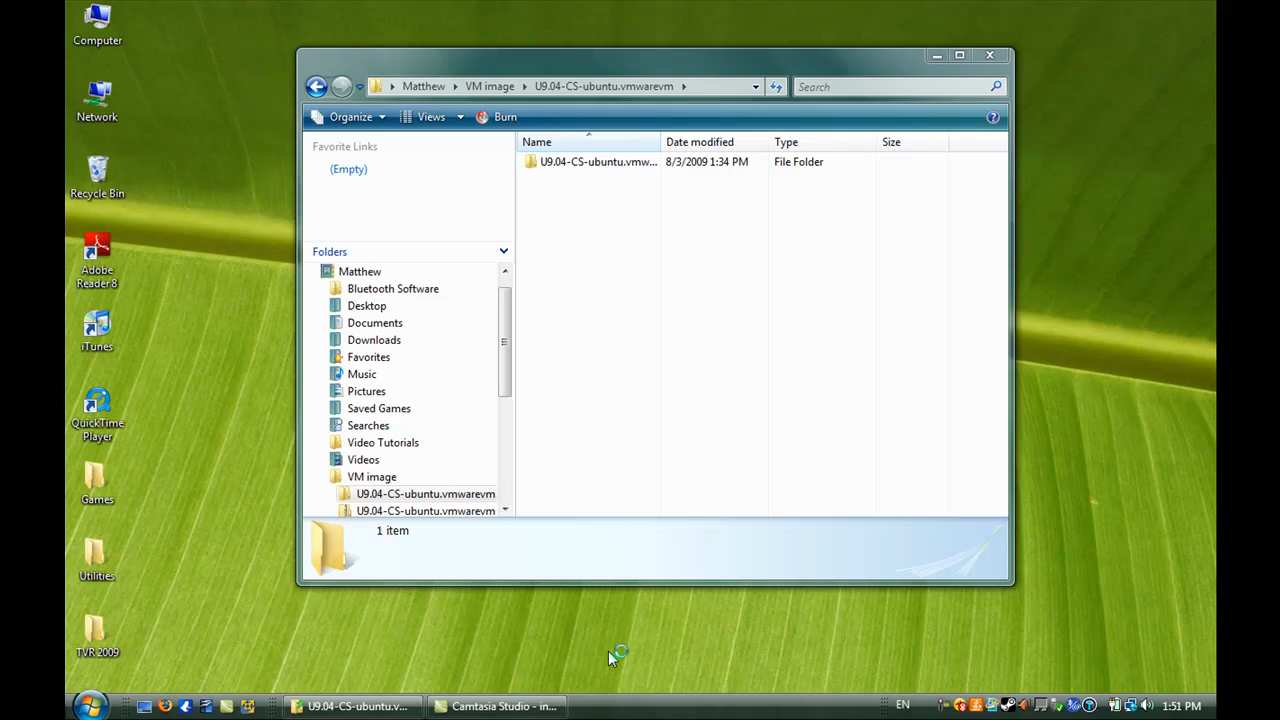 Computer
Network
Recycle Bin
Adobe
Reader 8
iTunes
QuickTime
Player
Games
Utilities
TVR 2009
Matthew VM image U9.04-CS-ubuntu.vmwarevm
Search
Organize Views Burn
Favorite Links
(Empty)
Folders
Matthew
Bluetooth Software
Desktop
Documents
Downloads
Favorites
Music
Pictures
Saved Games
Searches
Video Tutorials
Videos
VM image
U9.04-CS-ubuntu.vmwarevm
U9.04-CS-ubuntu.vmwarevm
Name Date modified Type Size
U9.04-CS-ubuntu.vmw... 8/3/2009 1:34 PM File Folder
1 item
U9.04-CS-ubuntu.v... Camtasia Studio - in... EN 1:51 PM